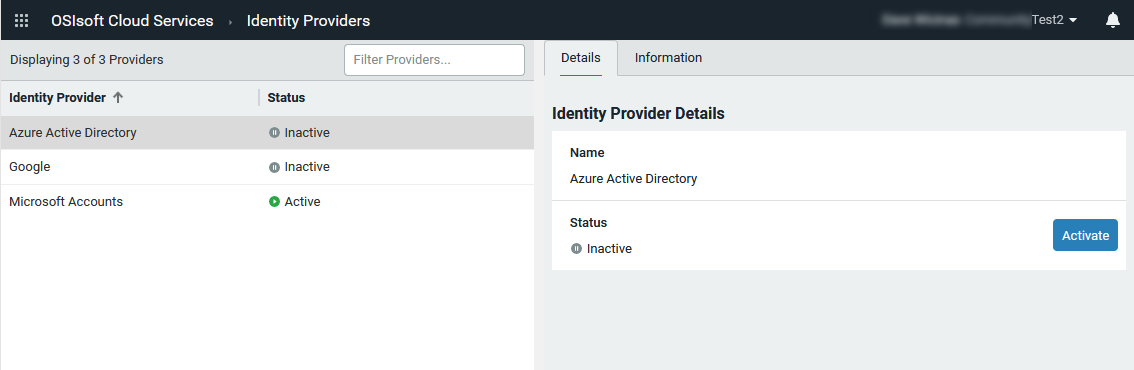 OSIsoft Cloud Services › Identity Providers
Test2
Displaying 3 of 3 Providers
Filter Providers...
Identity Provider Status
Azure Active Directory Inactive
Google Inactive
Microsoft Accounts Active
Details Information
Identity Provider Details
Name
Azure Active Directory
Status
Inactive
Activate